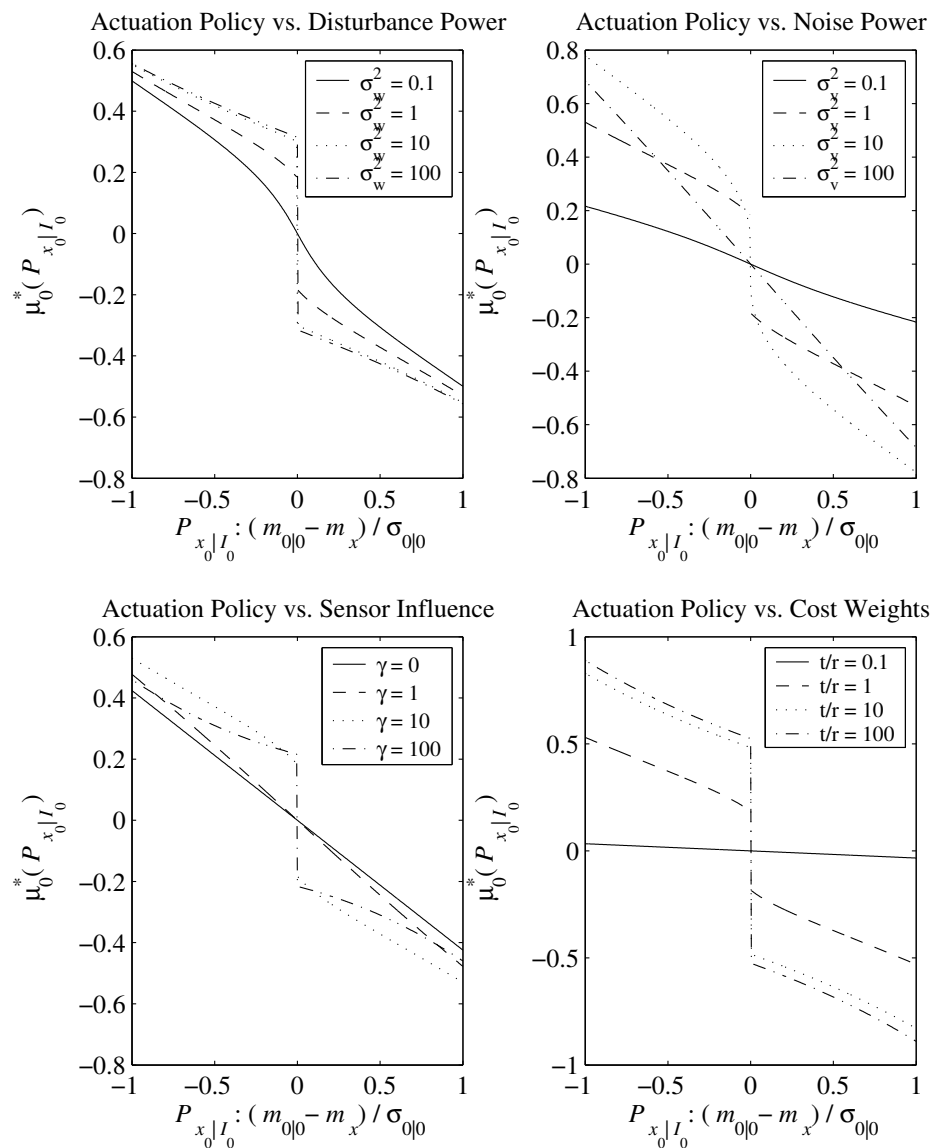 Actuation Policy vs. Disturbance Power
0.6
0.4
0.2
0
−0.2
−0.4
−0.6
−0.8
−1
−0.5
0
0.5
1
σ_w^2 = 0.1
σ_w^2 = 1
σ_w^2 = 10
σ_w^2 = 100
μ_0^*(P_{x_0|I_0})
P_{x_0|I_0}: (m_{0|0} − m_x) / σ_{0|0}
Actuation Policy vs. Noise Power
0.8
0.6
0.4
0.2
0
−0.2
−0.4
−0.6
−0.8
−1
−0.5
0
0.5
1
σ_v^2 = 0.1
σ_v^2 = 1
σ_v^2 = 10
σ_v^2 = 100
μ_0^*(P_{x_0|I_0})
P_{x_0|I_0}: (m_{0|0} − m_x) / σ_{0|0}
Actuation Policy vs. Sensor Influence
0.6
0.4
0.2
0
−0.2
−0.4
−0.6
−0.8
−1
−0.5
0
0.5
1
γ = 0
γ = 1
γ = 10
γ = 100
μ_0^*(P_{x_0|I_0})
P_{x_0|I_0}: (m_{0|0} − m_x) / σ_{0|0}
Actuation Policy vs. Cost Weights
1
0.5
0
−0.5
−1
−1
−0.5
0
0.5
1
t/r = 0.1
t/r = 1
t/r = 10
t/r = 100
μ_0^*(P_{x_0|I_0})
P_{x_0|I_0}: (m_{0|0} − m_x) / σ_{0|0}